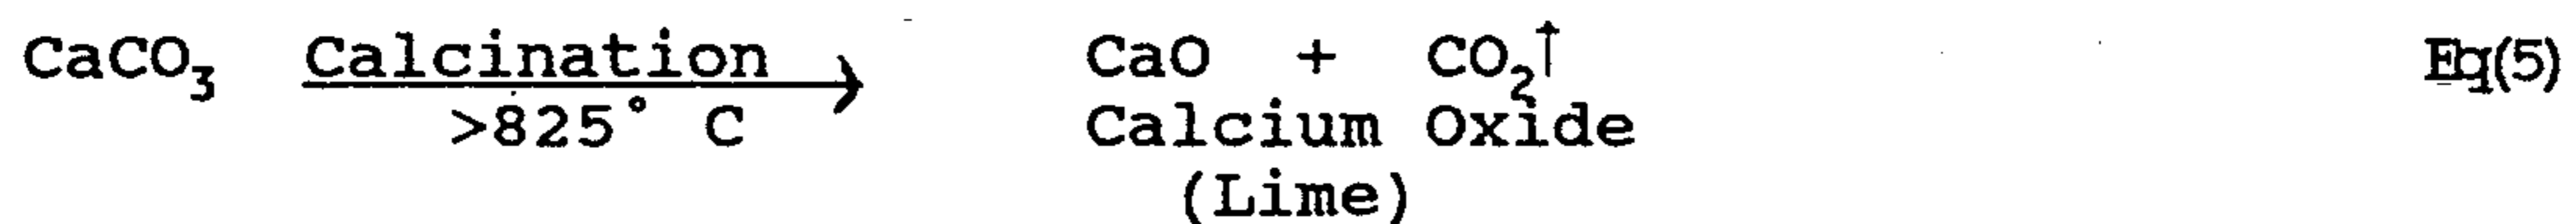 CaCO₃ Calcination → CaO + CO₂↑ Eq(5)
>825° C Calcium Oxide
(Lime)